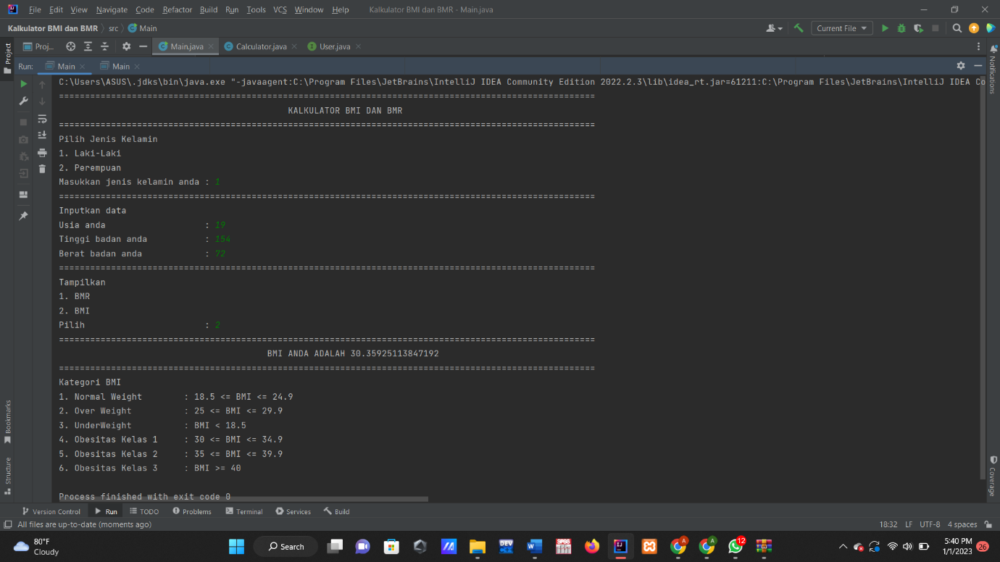 File Edit View Navigate Code Refactor Build Run Tools VCS Window Help Kalkulator BMI dan BMR - Main.java
Kalkulator BMI dan BMR src Main Current File
Project Proj... Main.java Calculator.java User.java
Run: Main Main
Notifications
C:\Users\ASUS\.jdks\bin\java.exe "-javaagent:C:\Program Files\JetBrains\IntelliJ IDEA Community Edition 2022.2.3\lib\idea_rt.jar=61211:C:\Program Files\JetBrains\IntelliJ IDEA Co
=======================================================================================================
KALKULATOR BMI DAN BMR
=======================================================================================================
Pilih Jenis Kelamin
1. Laki-Laki
2. Perempuan
Masukkan jenis kelamin anda : 1
=======================================================================================================
Inputkan data
Usia anda : 19
Tinggi badan anda : 154
Berat badan anda : 72
=======================================================================================================
Tampilkan
1. BMR
2. BMI
Pilih : 2
=======================================================================================================
BMI ANDA ADALAH 30.35925113847192
=======================================================================================================
Kategori BMI
1. Normal Weight : 18.5 <= BMI <= 24.9
2. Over Weight : 25 <= BMI <= 29.9
3. UnderWeight : BMI < 18.5
4. Obesitas Kelas 1 : 30 <= BMI <= 34.9
5. Obesitas Kelas 2 : 35 <= BMI <= 39.9
6. Obesitas Kelas 3 : BMI >= 40
Process finished with exit code 0
Bookmarks
Structure
Coverage
Version Control Run TODO Problems Terminal Services Build
All files are up-to-date (moments ago) 18:32 LF UTF-8 4 spaces
80°F
Cloudy
Search
DEV
SPSS
A
A
12
5:40 PM
1/1/2023
26